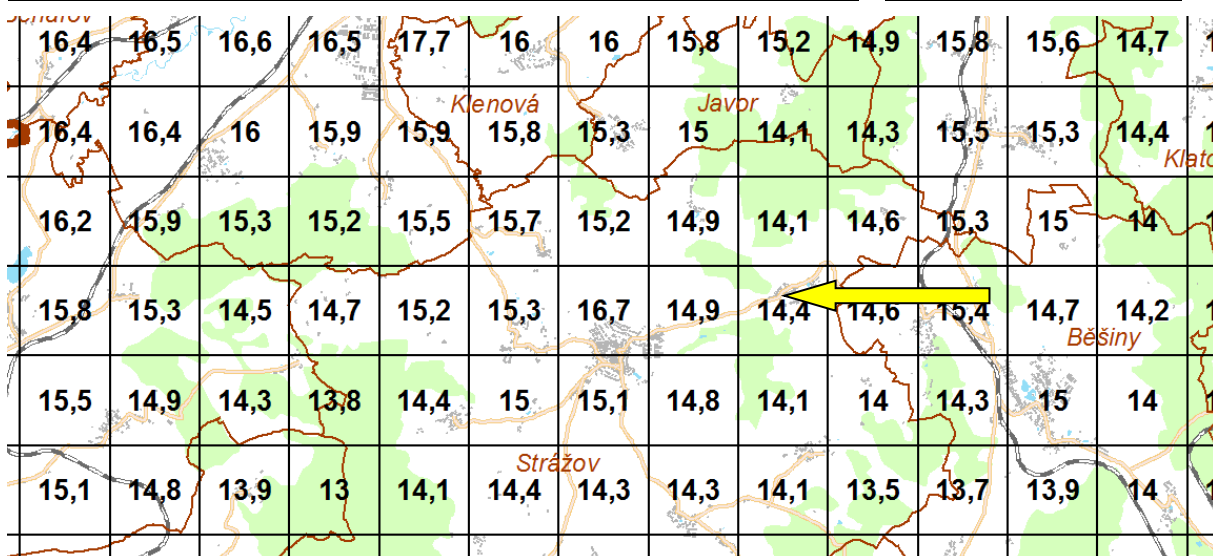 16,4 16,5 16,6 16,5 17,7 16 16 15,8 15,2 14,9 15,8 15,6 14,7
Klenová Javor
16,4 16,4 16 15,9 15,9 15,8 15,3 15 14,1 14,3 15,5 15,3 14,4
16,2 15,9 15,3 15,2 15,5 15,7 15,2 14,9 14,1 14,6 15,3 15 14
15,8 15,3 14,5 14,7 15,2 15,3 16,7 14,9 14,4 14,6 15,4 14,7 14,2
Běšiny
15,5 14,9 14,3 13,8 14,4 15 15,1 14,8 14,1 14 14,3 15 14
Strážov
15,1 14,8 13,9 13 14,1 14,4 14,3 14,3 14,1 13,5 13,7 13,9 14